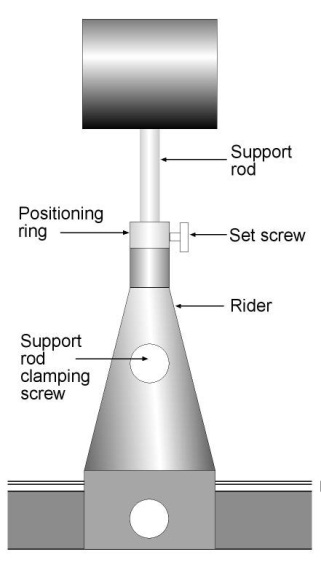 Support
rod
Positioning
ring
Set screw
Rider
Support
rod
clamping
screw